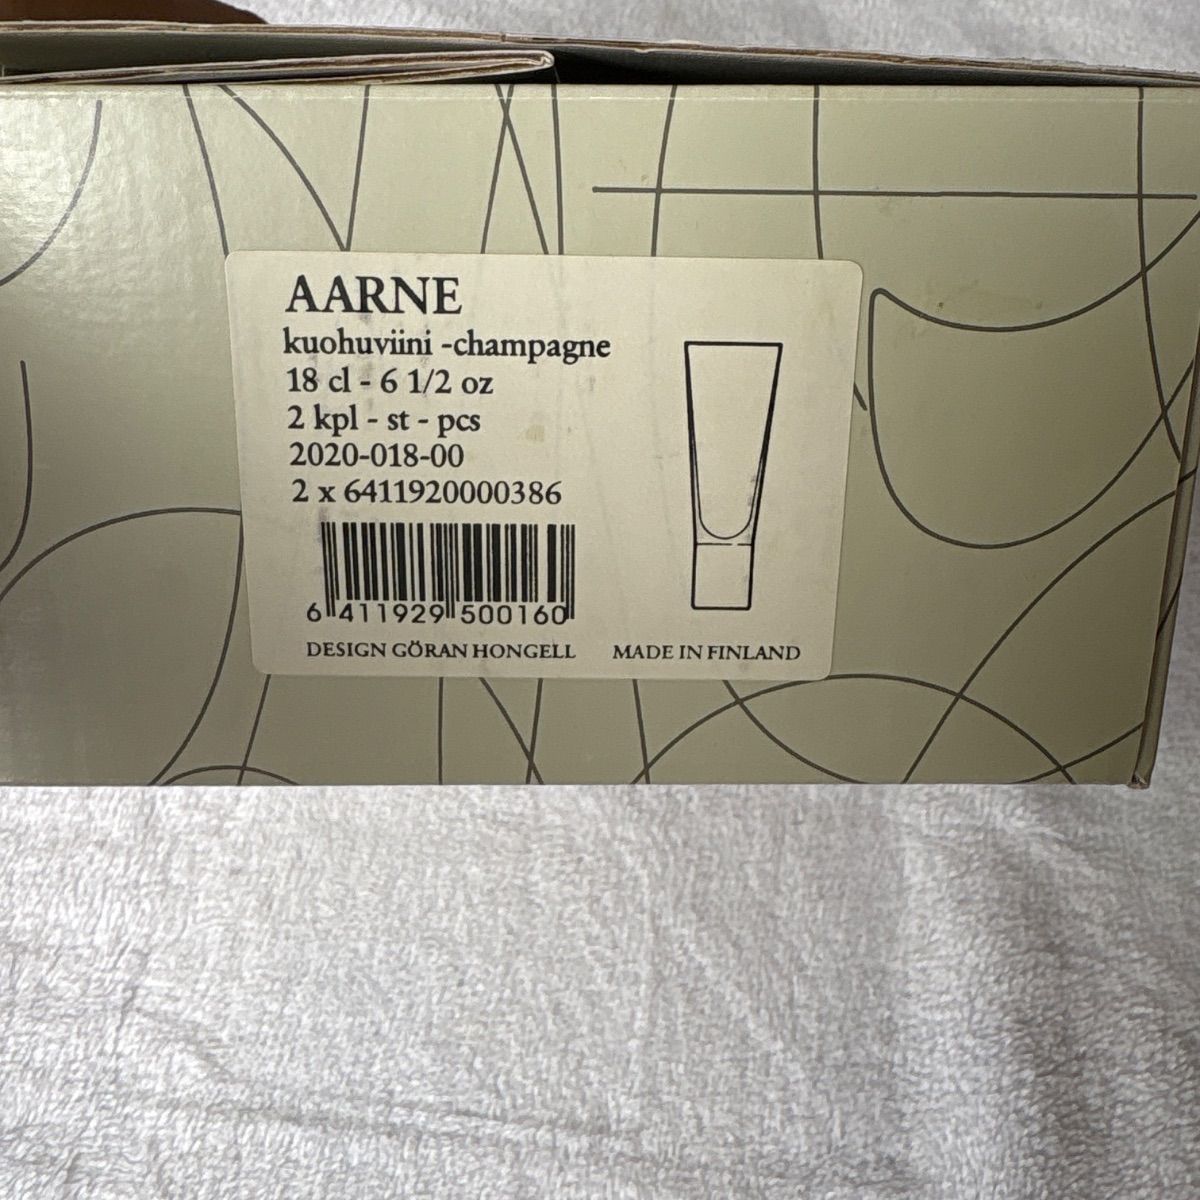 AARNE
kuohuviini -champagne
18 cl - 6 1/2 oz
2 kpl - st - pcs
2020-018-00
2 x 6411920000386
6 411929 500160
DESIGN GÖRAN HONGELL MADE IN FINLAND